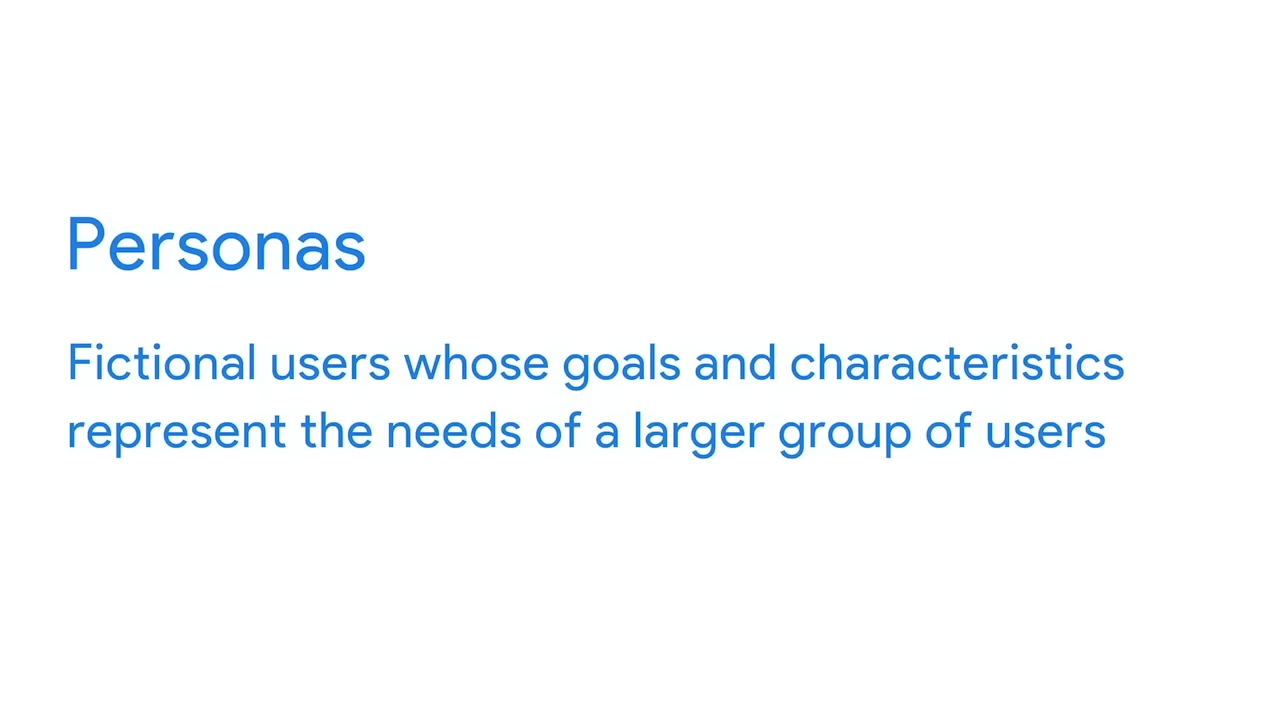 Personas
Fictional users whose goals and characteristics
represent the needs of a larger group of users